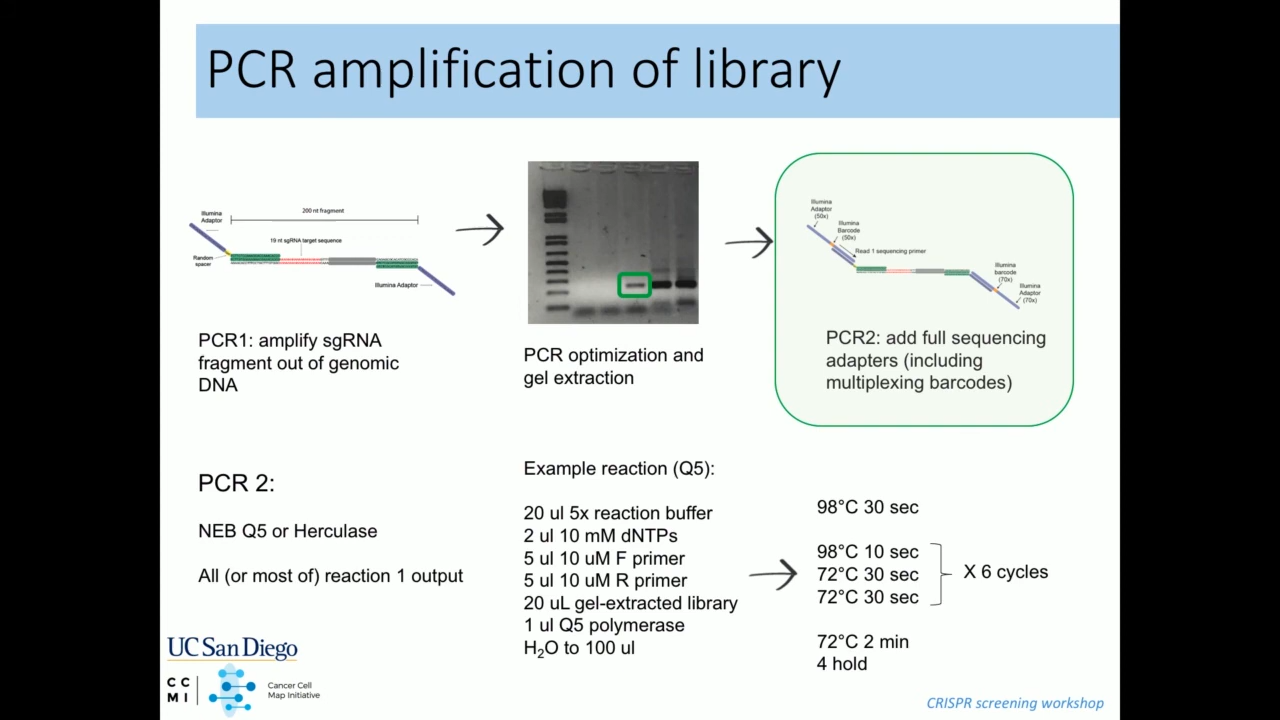 PCR amplification of library
Illumina
Adaptor
200 nt fragment
19 nt sgRNA target sequence
Random
spacer
Illumina Adaptor
PCR1: amplify sgRNA
fragment out of genomic
DNA
PCR optimization and
gel extraction
Illumina
Adaptor
(50x)
Illumina
Barcode
(50x)
Read 1 sequencing primer
Illumina
barcode
(70x)
Illumina
Adaptor
(70x)
PCR2: add full sequencing
adapters (including
multiplexing barcodes)
PCR 2:
NEB Q5 or Herculase
All (or most of) reaction 1 output
Example reaction (Q5):
20 ul 5x reaction buffer
2 ul 10 mM dNTPs
5 ul 10 uM F primer
5 ul 10 uM R primer
20 uL gel-extracted library
1 ul Q5 polymerase
H₂O to 100 ul
98°C 30 sec
98°C 10 sec
72°C 30 sec
72°C 30 sec
X 6 cycles
72°C 2 min
4 hold
UC San Diego
C C
M I
Cancer Cell
Map Initiative
CRISPR screening workshop